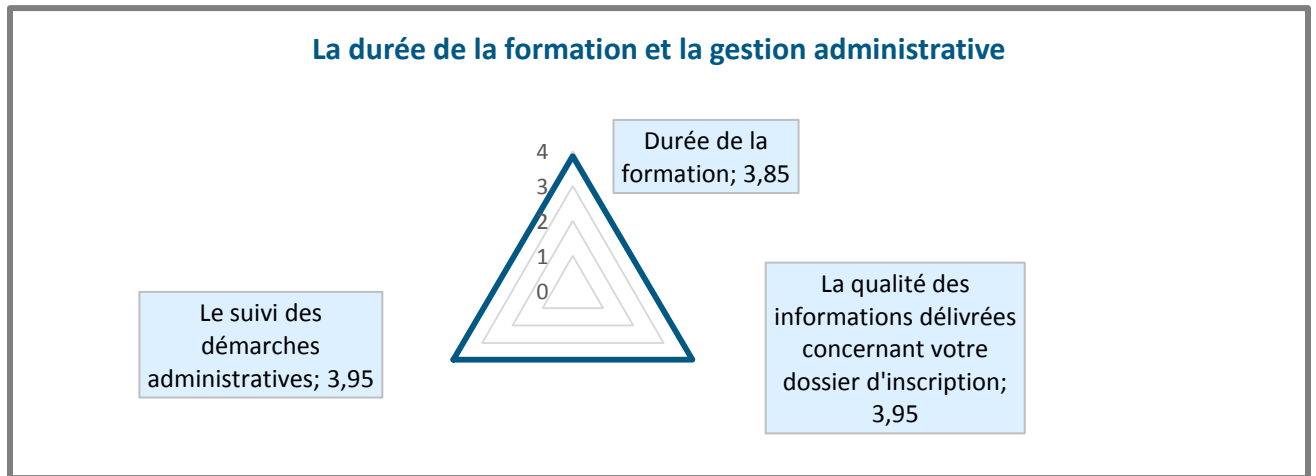 La durée de la formation et la gestion administrative
4
3
2
1
0
Durée de la
formation; 3,85
La qualité des
informations délivrées
concernant votre
dossier d'inscription;
3,95
Le suivi des
démarches
administratives; 3,95